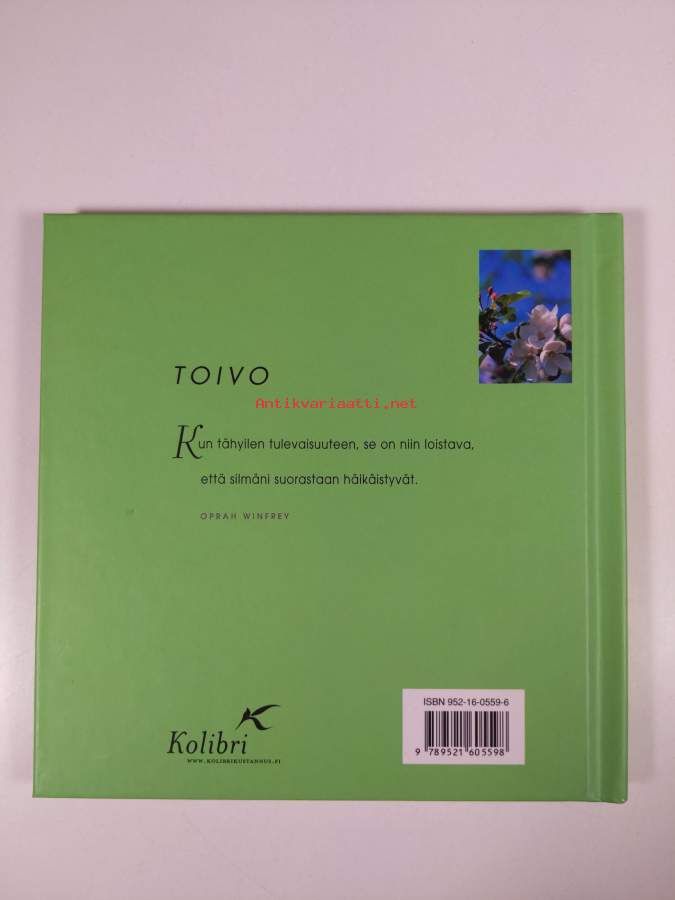 TOIVO
Antikvariaatti.net
Kun tähyilen tulevaisuuteen, se on niin loistava,
että silmäni suorastaan häikäistyvät.
OPRAH WINFREY
Kolibri
WWW.KOLIBRIKUSTANNUS.FI
ISBN 952-16-0559-6
9 789521 605598